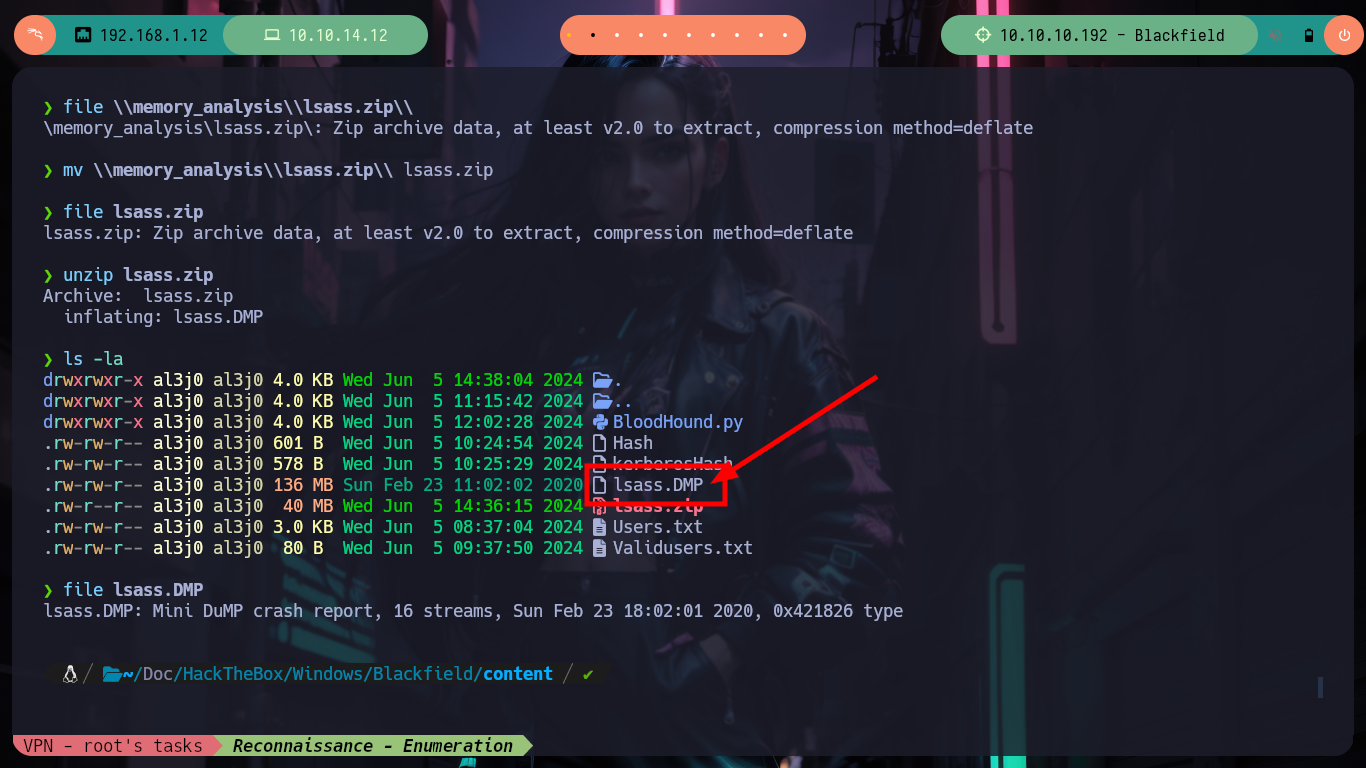 192.168.1.12 10.10.14.12 10.10.10.192 - Blackfield
❯ file \\memory_analysis\\lsass.zip\\
\memory_analysis\lsass.zip\: Zip archive data, at least v2.0 to extract, compression method=deflate
❯ mv \\memory_analysis\\lsass.zip\\ lsass.zip
❯ file lsass.zip
lsass.zip: Zip archive data, at least v2.0 to extract, compression method=deflate
❯ unzip lsass.zip
Archive:  lsass.zip
  inflating: lsass.DMP
❯ ls -la
drwxrwxr-x al3j0 al3j0 4.0 KB Wed Jun  5 14:38:04 2024 .
drwxrwxr-x al3j0 al3j0 4.0 KB Wed Jun  5 11:15:42 2024 ..
drwxrwxr-x al3j0 al3j0 4.0 KB Wed Jun  5 12:02:28 2024 BloodHound.py
.rw-rw-r-- al3j0 al3j0 601 B  Wed Jun  5 10:24:54 2024 Hash
.rw-rw-r-- al3j0 al3j0 578 B  Wed Jun  5 10:25:29 2024 kerberosHash
.rw-rw-r-- al3j0 al3j0 136 MB Sun Feb 23 11:02:02 2020 lsass.DMP
.rw-r--r-- al3j0 al3j0  40 MB Wed Jun  5 14:36:15 2024 lsass.zip
.rw-rw-r-- al3j0 al3j0 3.0 KB Wed Jun  5 08:37:04 2024 Users.txt
.rw-rw-r-- al3j0 al3j0  80 B  Wed Jun  5 09:37:50 2024 Validusers.txt
❯ file lsass.DMP
lsass.DMP: Mini DuMP crash report, 16 streams, Sun Feb 23 18:02:01 2020, 0x421826 type
~/Doc/HackTheBox/Windows/Blackfield/content / ✔
VPN - root's tasks Reconnaissance - Enumeration